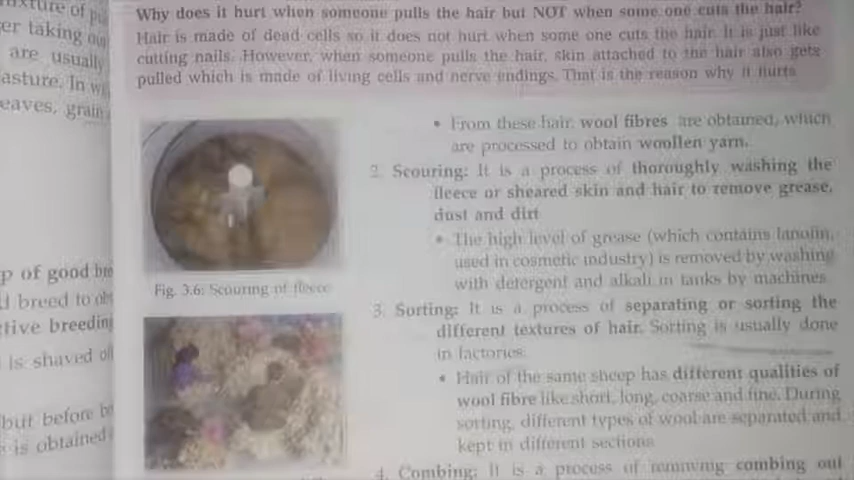 Why does it hurt when someone pulls the hair but NOT when some one cuts the hair?
Hair is made of dead cells so it does not hurt when some one cuts the hair. It is just like
cutting nails. However, when someone pulls the hair, skin attached to the hair also gets
pulled which is made of living cells and nerve endings. That is the reason why it hurts
er taking
are usually
asture. In
eaves, grain
p of good
d breed to
tive breeding
is shaved
but before
is obtained
Fig. 3.6: Scouring of fleece
• From these hair, wool fibres are obtained, which
are processed to obtain woollen yarn.
2. Scouring: It is a process of thoroughly washing the
fleece or sheared skin and hair to remove grease,
dust and dirt
• The high level of grease (which contains lanolin,
used in cosmetic industry) is removed by washing
with detergent and alkali in tanks by machines
3. Sorting: It is a process of separating or sorting the
different textures of hair. Sorting is usually done
in factories.
• Hair of the same sheep has different qualities of
wool fibre like short, long, coarse and fine. During
sorting, different types of wool are separated and
kept in different sections
4. Combing: It is a process of removing combing out